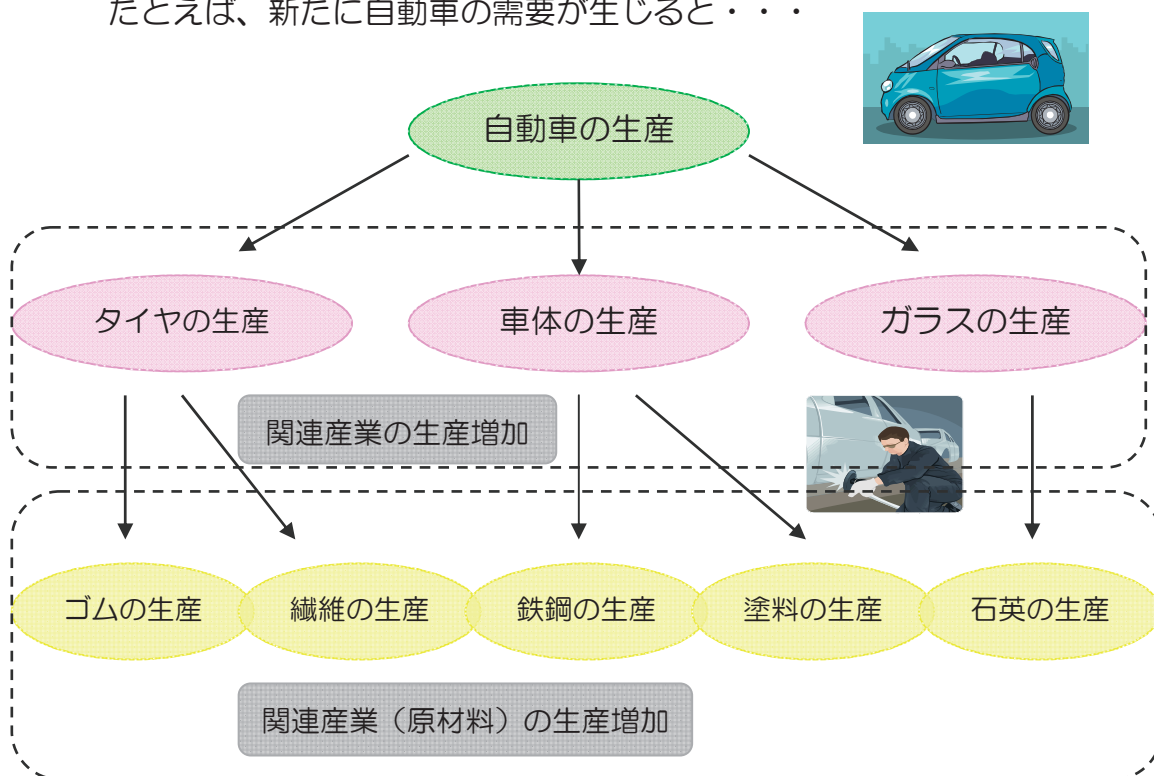 たとえば、新たに自動車の需要が生じると・・・
自動車の生産
タイヤの生産
車体の生産
ガラスの生産
関連産業の生産増加
ゴムの生産
繊維の生産
鉄鋼の生産
塗料の生産
石英の生産
関連産業（原材料）の生産増加